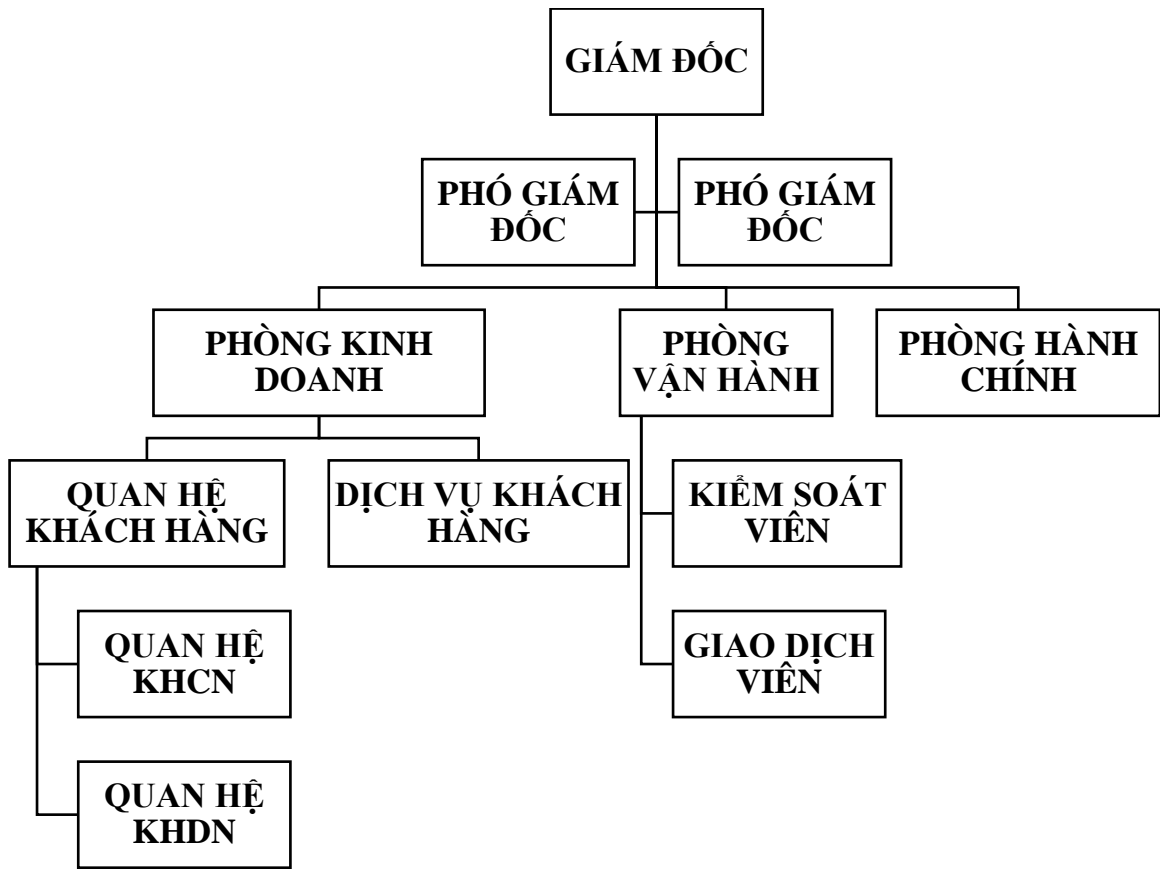 GIÁM ĐỐC
PHÓ GIÁM
ĐỐC
PHÓ GIÁM
ĐỐC
PHÒNG KINH
DOANH
PHÒNG
VẬN HÀNH
PHÒNG HÀNH
CHÍNH
QUAN HỆ
KHÁCH HÀNG
DỊCH VỤ KHÁCH
HÀNG
KIỂM SOÁT
VIÊN
QUAN HỆ
KHCN
GIAO DỊCH
VIÊN
QUAN HỆ
KHDN